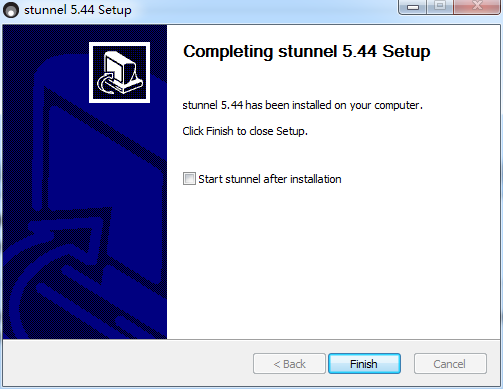 stunnel 5.44 Setup
Completing stunnel 5.44 Setup
stunnel 5.44 has been installed on your computer.
Click Finish to close Setup.
Start stunnel after installation
< Back
Finish
Cancel